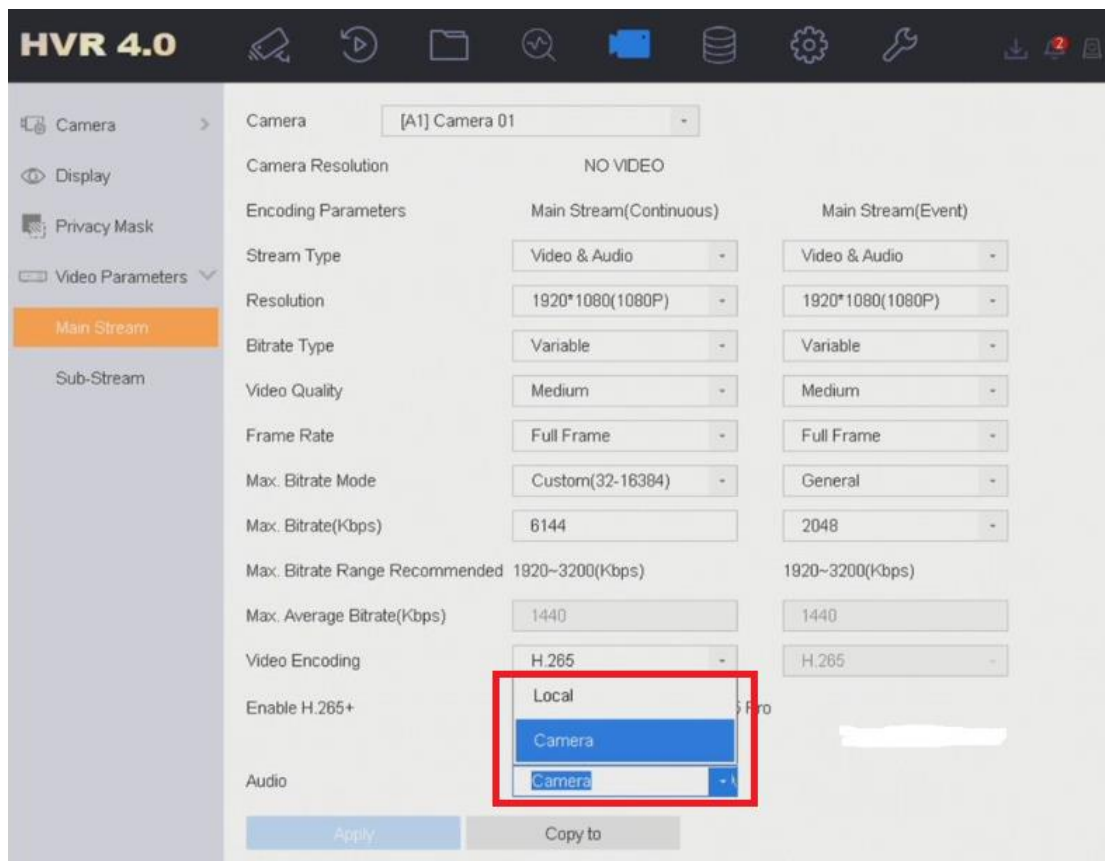 HVR 4.0
2
Camera
Display
Privacy Mask
Video Parameters
Main Stream
Sub-Stream
Camera [A1] Camera 01
Camera Resolution NO VIDEO
Encoding Parameters Main Stream(Continuous) Main Stream(Event)
Stream Type Video & Audio Video & Audio
Resolution 1920*1080(1080P) 1920*1080(1080P)
Bitrate Type Variable Variable
Video Quality Medium Medium
Frame Rate Full Frame Full Frame
Max. Bitrate Mode Custom(32-16384) General
Max. Bitrate(Kbps) 6144 2048
Max. Bitrate Range Recommended 1920~3200(Kbps) 1920~3200(Kbps)
Max. Average Bitrate(Kbps) 1440 1440
Video Encoding H.265 H.265
Local
Enable H.265+ Pro
Camera
Audio Camera
Apply Copy to